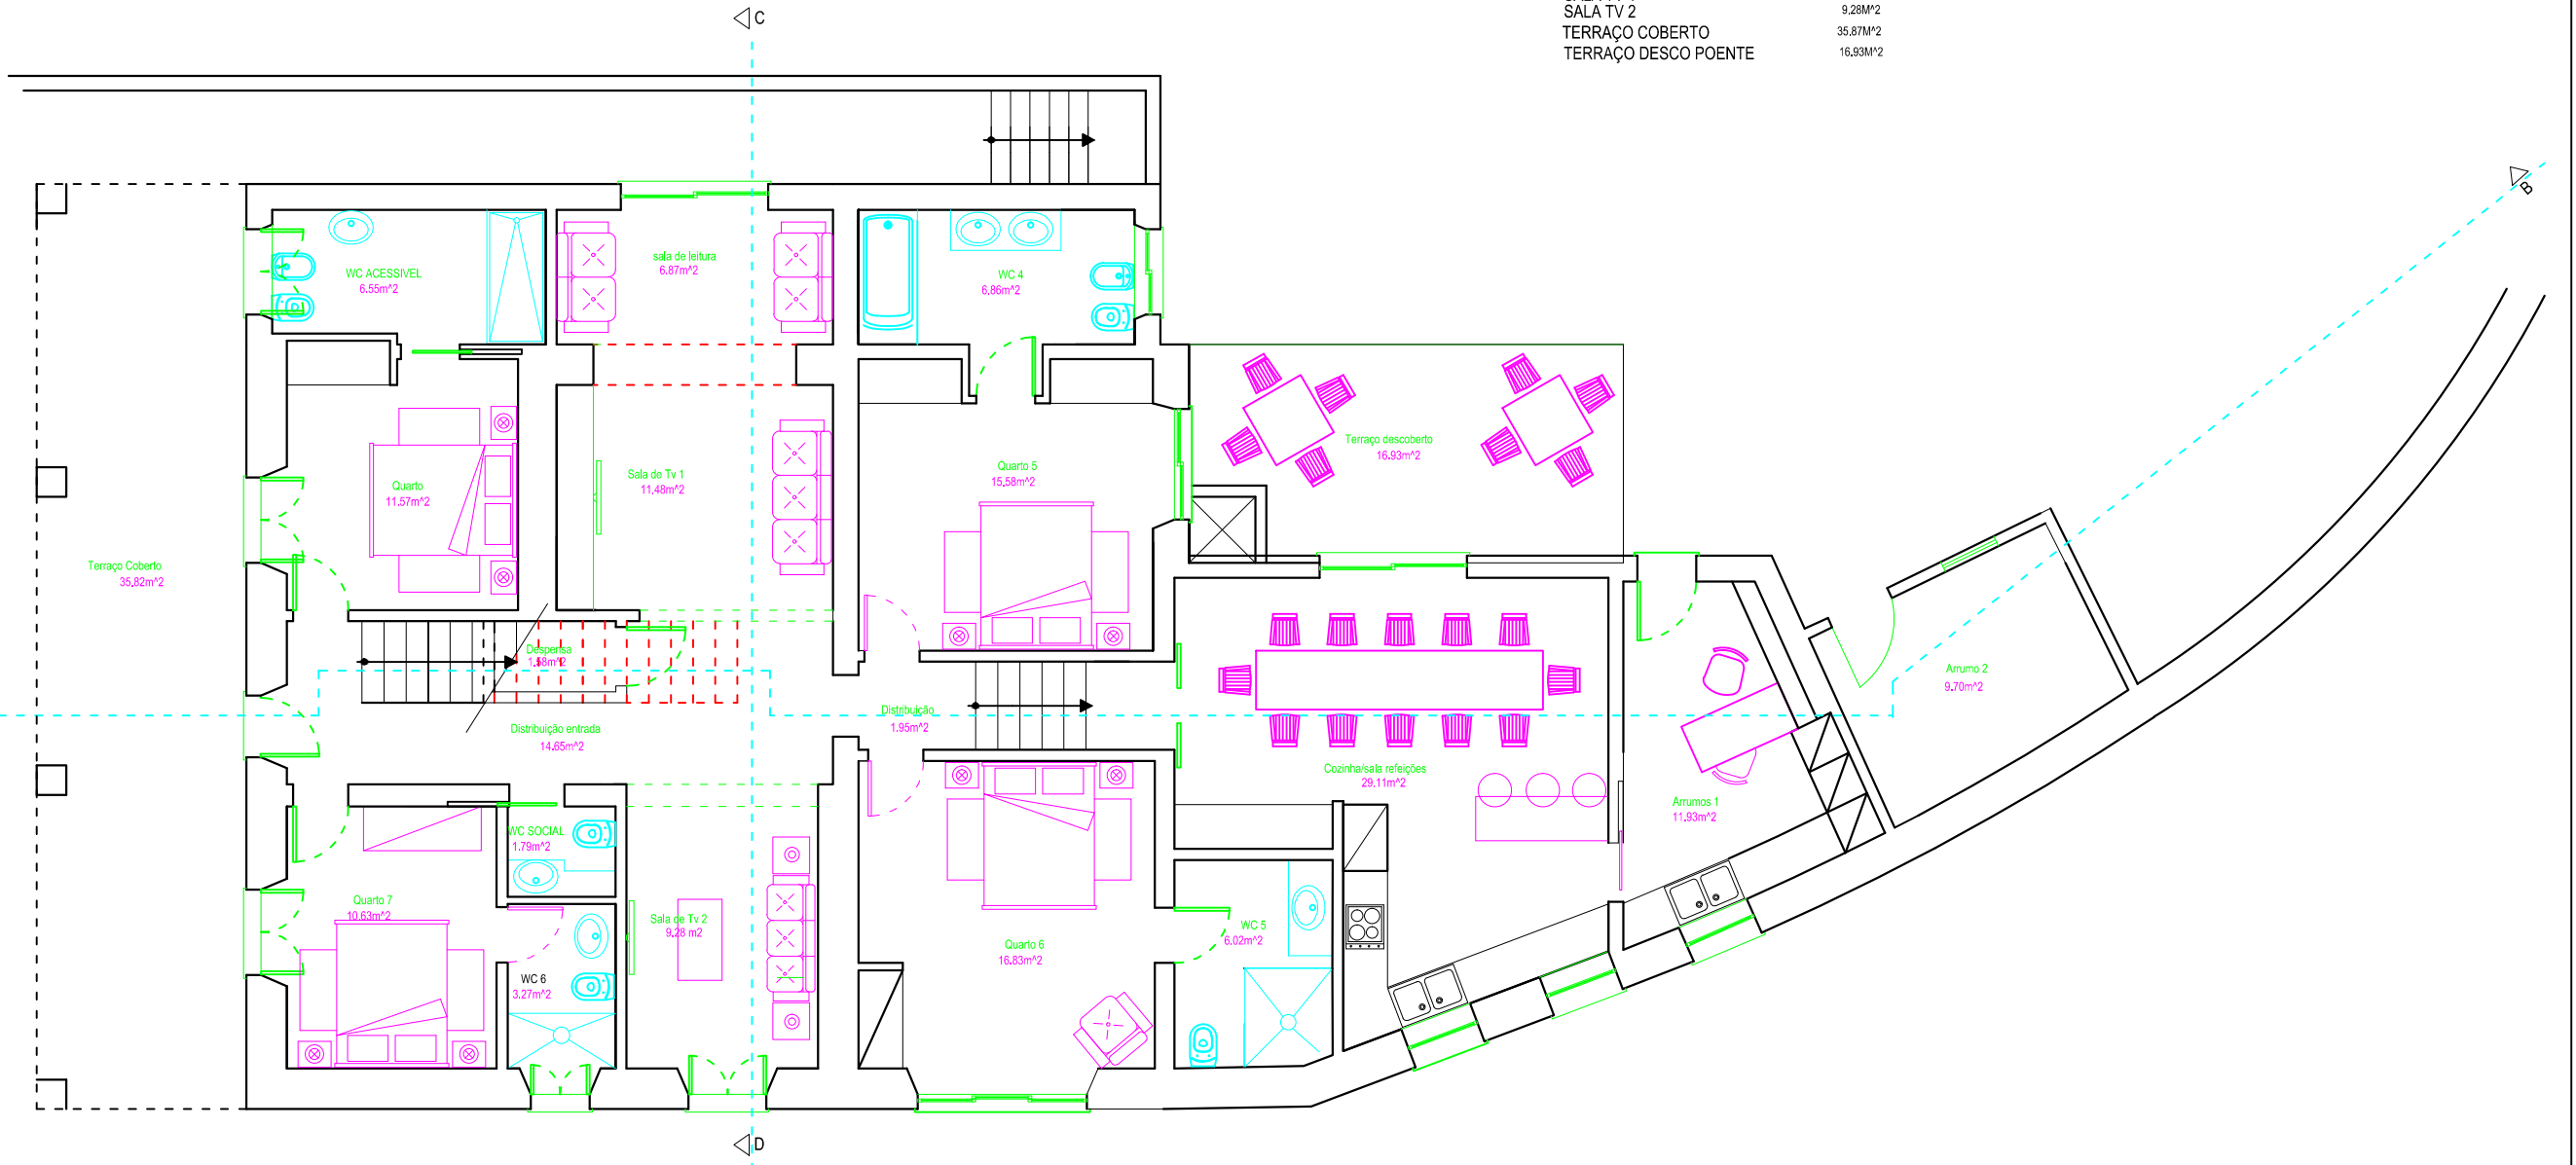 C
SALA TV 2 9,28M^2
TERRAÇO COBERTO 35.87M^2
TERRAÇO DESCO POENTE 16,93M^2
B
sala de leitura
6.87m^2
WC ACESSIVEL
6.55m^2
WC 4
6,86m^2
Terraço descoberto
16.93m^2
Quarto 5
15,58m^2
Sala de Tv 1
11,48m^2
Quarto
11.57m^2
Terraço Coberto
35,82m^2
Despensa
1,58m^2
Arrumo 2
9.70m^2
Distribuição
1.95m^2
Distribuição entrada
14.65m^2
Cozinha/sala refeições
29,11m^2
Arrumos 1
11.93m^2
WC SOCIAL
1.79m^2
Quarto 7
10.63m^2
Sala de Tv 2
9,28 m2
WC 5
6.02m^2
Quarto 6
16.83m^2
WC 6
3.27m^2
D